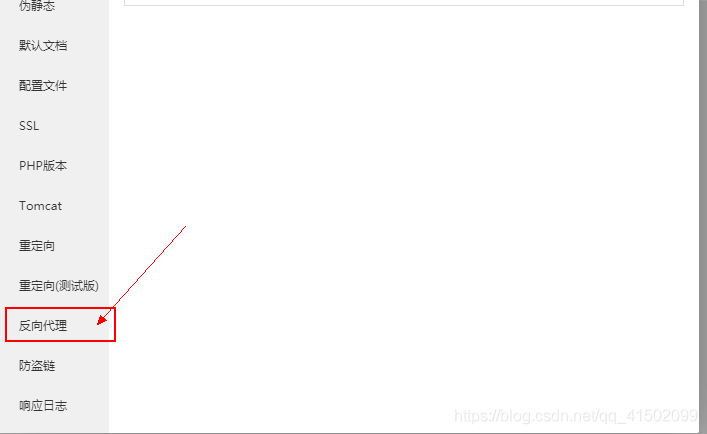 伪静态
默认文档
配置文件
SSL
PHP版本
Tomcat
重定向
重定向(测试版)
反向代理
防盗链
响应日志
https://blog.csdn.net/qq_41502099